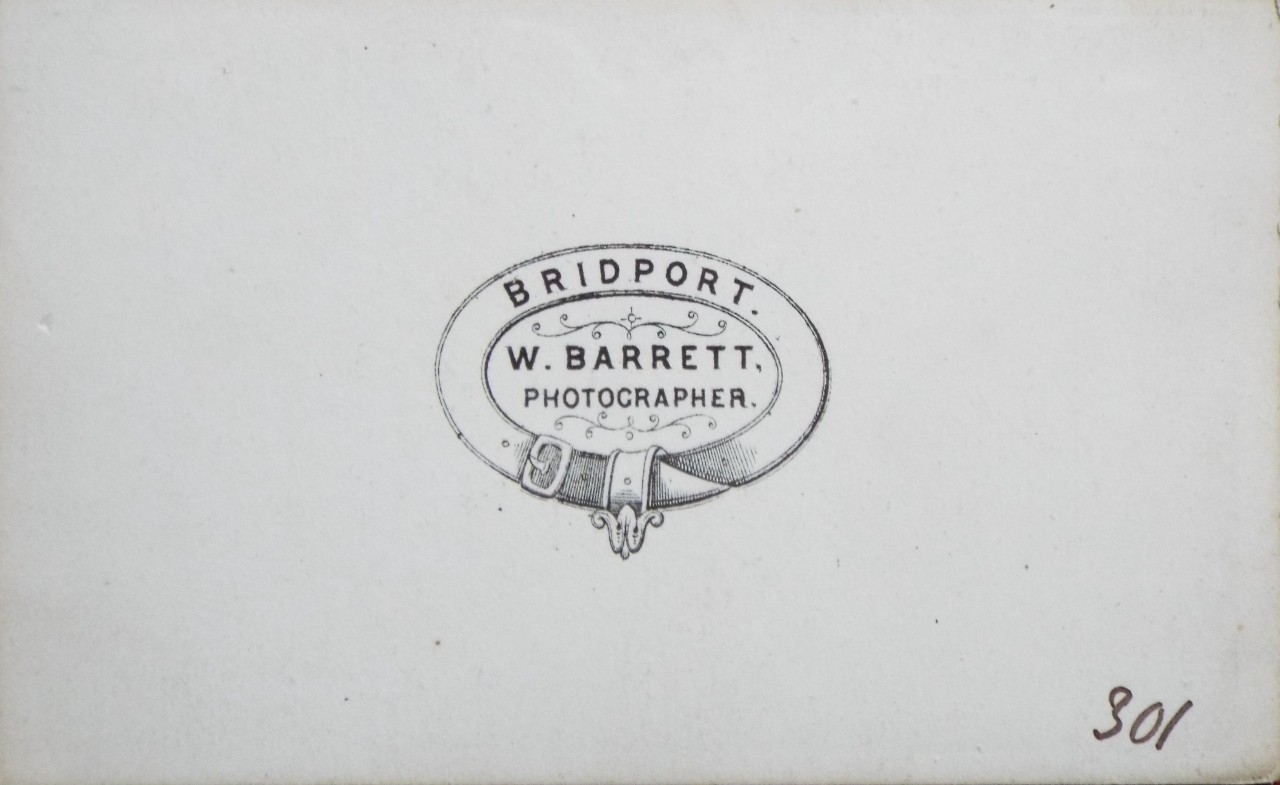 BRIDPORT.
W. BARRETT,
PHOTOGRAPHER.
301